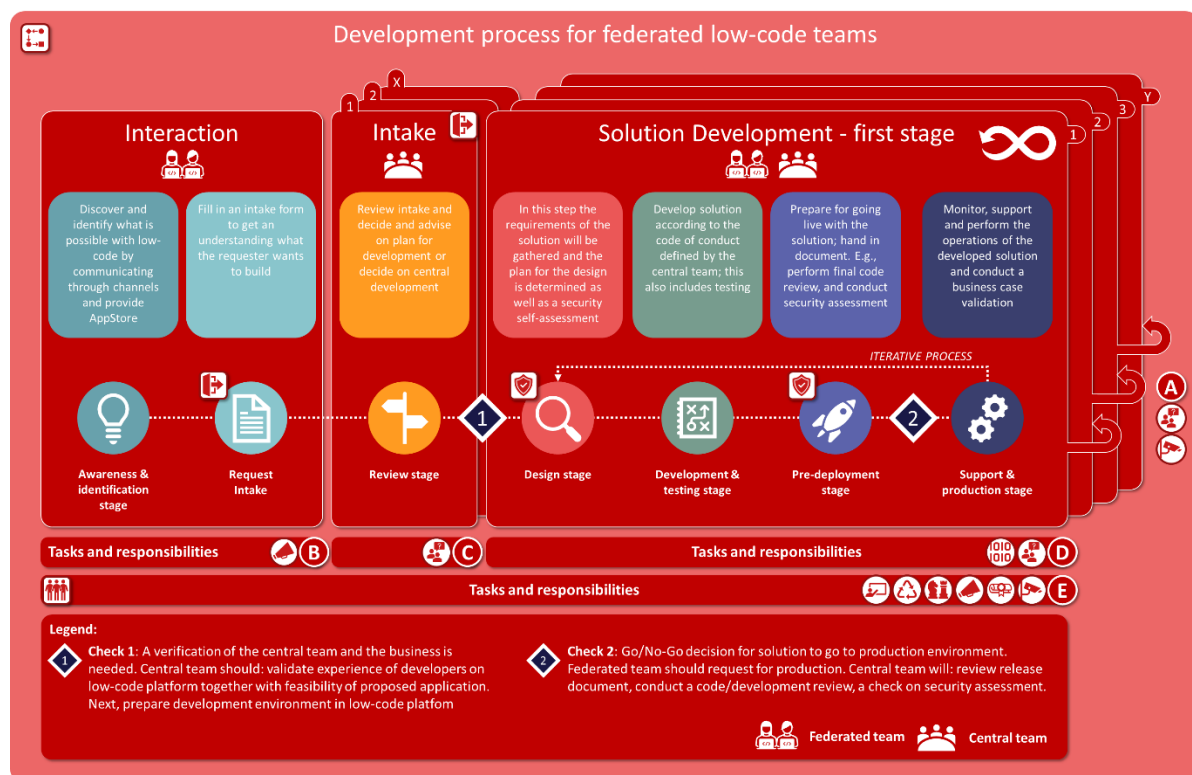 Development process for federated low-code teams
X
2
1
Y
3
2
1
Interaction
Intake
Solution Development - first stage
Discover and
identify what is
possible with low-
code by
communicating
through channels
and provide
AppStore
Fill in an intake form
to get an
understanding what
the requester wants
to build
Review intake and
decide and advise
on plan for
development or
decide on central
development
In this step the
requirements of the
solution will be
gathered and the
plan for the design
is determined as
well as a security
self-assessment
Develop solution
according to the
code of conduct
defined by the
central team; this
also includes testing
Prepare for going
live with the
solution; hand in
document. E.g.,
perform final code
review, and conduct
security assessment
Monitor, support
and perform the
operations of the
developed solution
and conduct a
business case
validation
ITERATIVE PROCESS
1
2
A
Awareness &
identification
stage
Request
Intake
Review stage
Design stage
Development &
testing stage
Pre-deployment
stage
Support &
production stage
Tasks and responsibilities
B
C
Tasks and responsibilities
010
010
D
Tasks and responsibilities
E
Legend:
1
Check 1: A verification of the central team and the business is
needed. Central team should: validate experience of developers on
low-code platform together with feasibility of proposed application.
Next, prepare development environment in low-code platfom
2
Check 2: Go/No-Go decision for solution to go to production environment.
Federated team should request for production. Central team will: review release
document, conduct a code/development review, a check on security assessment.
Federated team
Central team